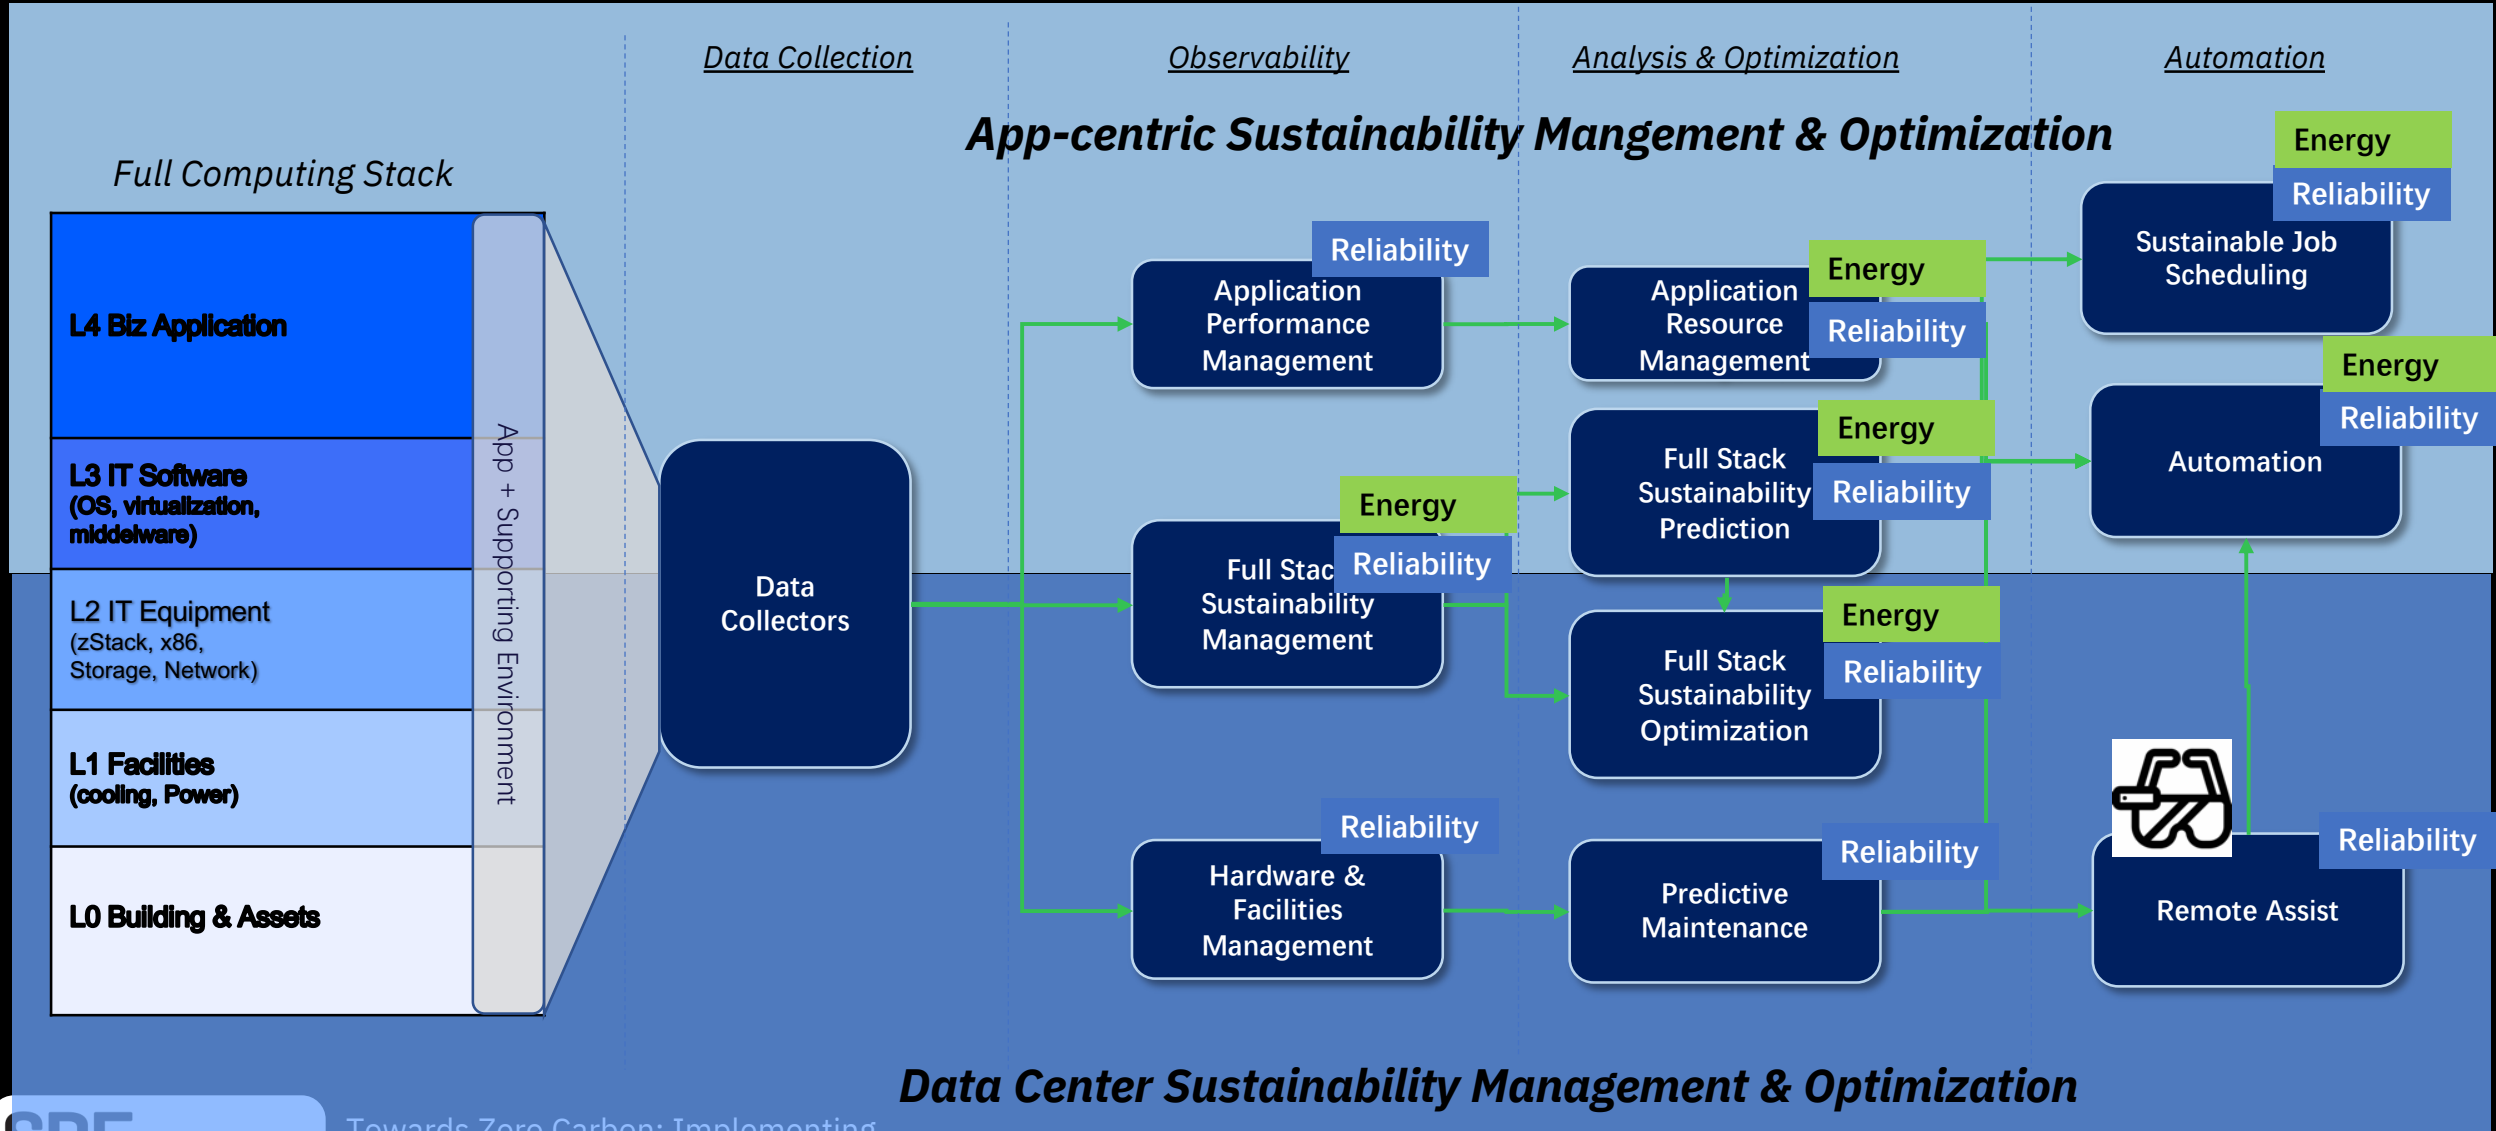 Data Collection
Observability
Analysis & Optimization
Automation
App-centric Sustainability Mangement & Optimization
Full Computing Stack
L4 Biz Application
L3 IT Software
(OS, virtualization,
middelware)
L2 IT Equipment
(zStack, x86,
Storage, Network)
L1 Facilities
(cooling, Power)
L0 Building & Assets
App + Supporting Environment
Data
Collectors
Reliability
Application
Performance
Management
Energy
Reliability
Full Stac
Sustainability
Management
Reliability
Hardware &
Facilities
Management
Energy
Reliability
Application
Resource
Management
Energy
Reliability
Full Stack
Sustainability
Prediction
Energy
Reliability
Full Stack
Sustainability
Optimization
Reliability
Predictive
Maintenance
Energy
Reliability
Sustainable Job
Scheduling
Energy
Reliability
Automation
Reliability
Remote Assist
Data Center Sustainability Management & Optimization
Towards Zero Carbon: Implementing